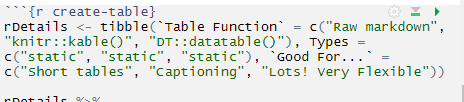 ```{r create-table}
rDetails <- tibble(`Table Function` = c("Raw markdown",
"knitr::kable()", "DT::datatable()"), Types =
c("static", "static", "static"), `Good For...` =
c("Short tables", "Captioning", "Lots! Very Flexible"))
rDetails %>%